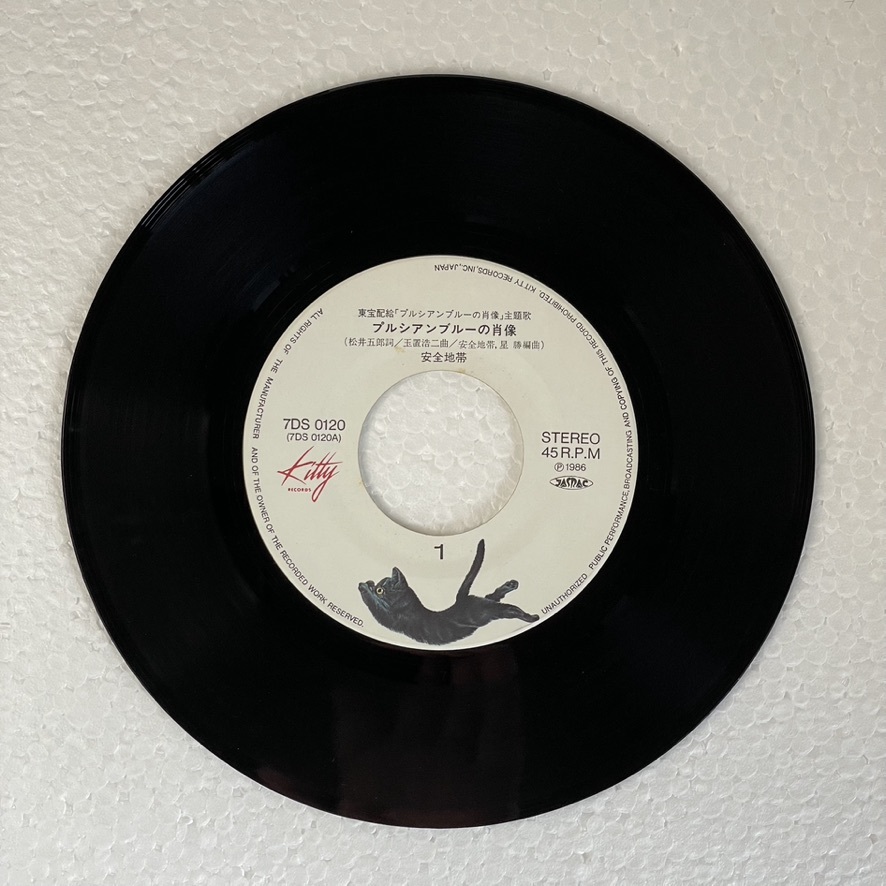 東宝配給「プルシアンブルーの肖像」主題歌
プルシアンブルーの肖像
(松井五郎詞/玉置浩二曲/安全地帯, 星 勝編曲)
安全地帯
7DS 0120
(7DS 0120A)
Kitty
RECORDS
STEREO
45 R.P.M
Ⓟ1986
JASRAC
1
ALL RIGHTS OF THE MANUFACTURER AND OF THE OWNER OF THE RECORDED WORK RESERVED.
UNAUTHORIZED PUBLIC PERFORMANCE, BROADCASTING AND COPYING OF THIS RECORD PROHIBITED. KITTY RECORDS, INC., JAPAN